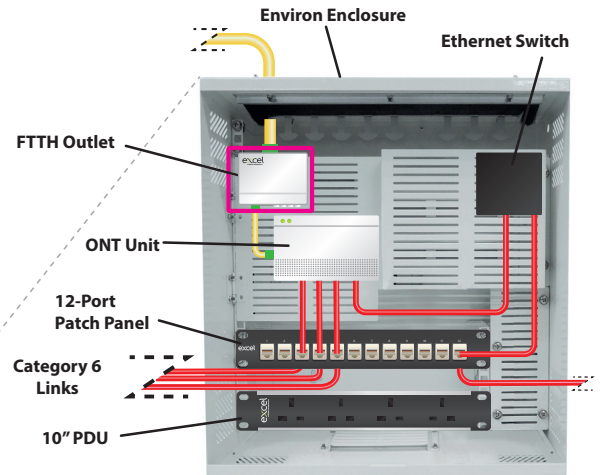 Environ Enclosure
Ethernet Switch
FTTH Outlet
excel
ONT Unit
12-Port
Patch Panel
excel
Category 6
Links
excel
10” PDU